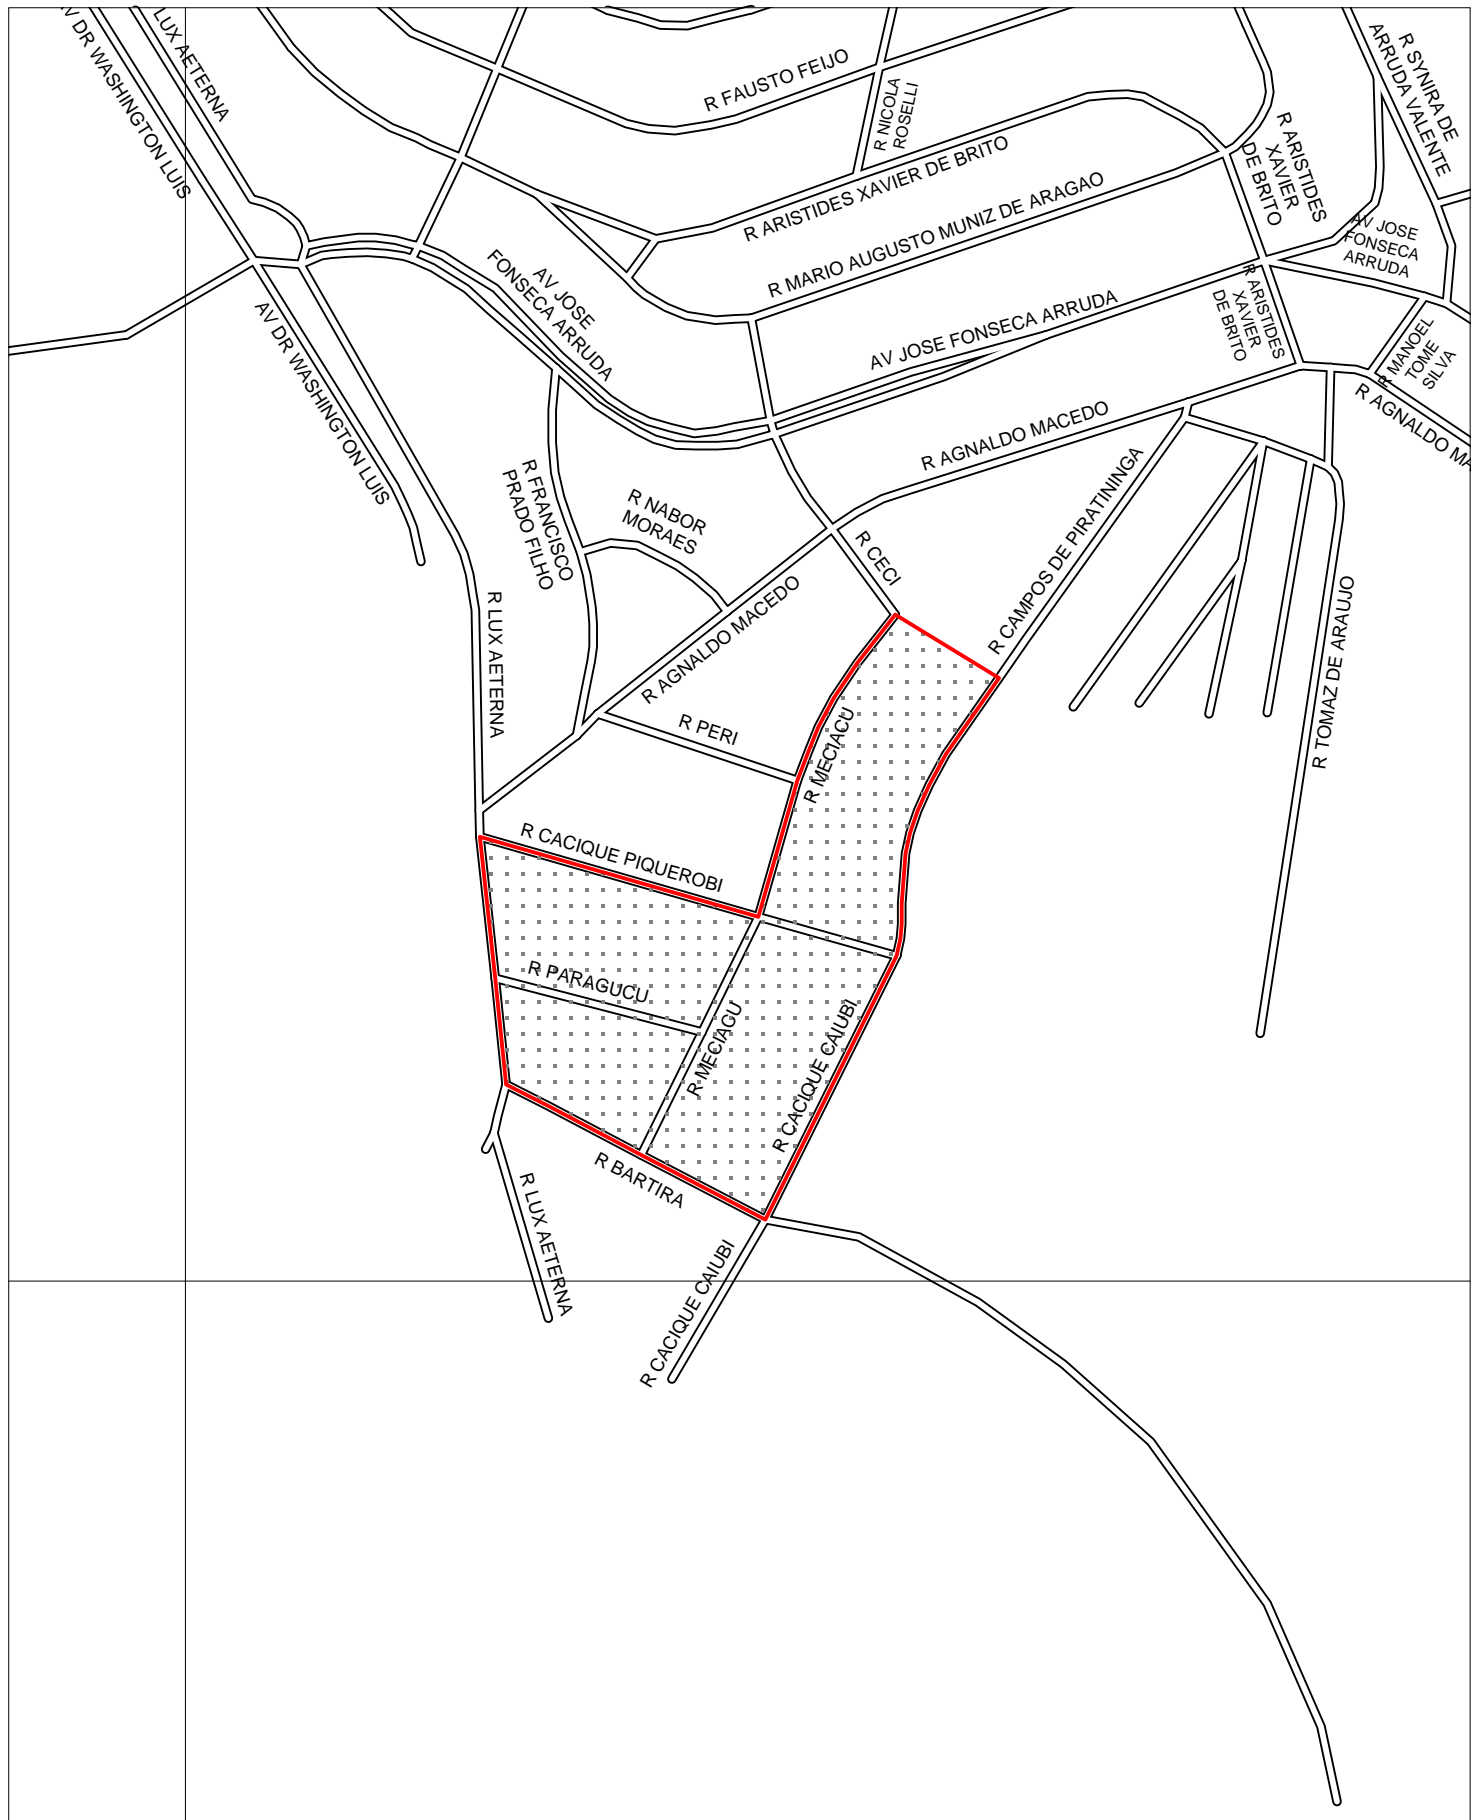 AV DR WASHINGTON LUIS
LUX AETERNA
R FAUSTO FEIJO
R NICOLA
ROSELLI
R SYNIRA DE
ARRUDA VALENTE
R ARISTIDES XAVIER DE BRITO
R ARISTIDES
XAVIER
DE BRITO
R MARIO AUGUSTO MUNIZ DE ARAGAO
AV JOSE
FONSECA
ARRUDA
AV JOSE
FONSECA ARRUDA
AV JOSE FONSECA ARRUDA
R ARISTIDES
XAVIER
DE BRITO
R MANOEL
TOME
SILVA
AV DR WASHINGTON LUIS
R AGNALDO MACEDO
R AGNALDO MA
R FRANCISCO
PRADO FILHO
R NABOR
MORAES
R CECI
R CAMPOS DE PIRATININGA
R LUX AETERNA
R AGNALDO MACEDO
R TOMAZ DE ARAUJO
R PERI
R MECIACU
R CACIQUE PIQUEROBI
R PARAGUCU
R MECIACU
R CACIQUE CAIUBI
R BARTIRA
R LUX AETERNA
R CACIQUE CAIUBI